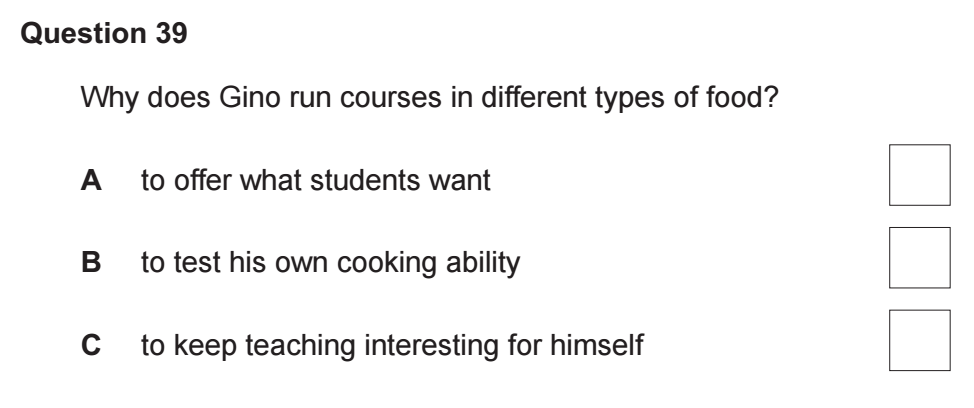 Question 39
Why does Gino run courses in different types of food?
A to offer what students want
B to test his own cooking ability
C to keep teaching interesting for himself